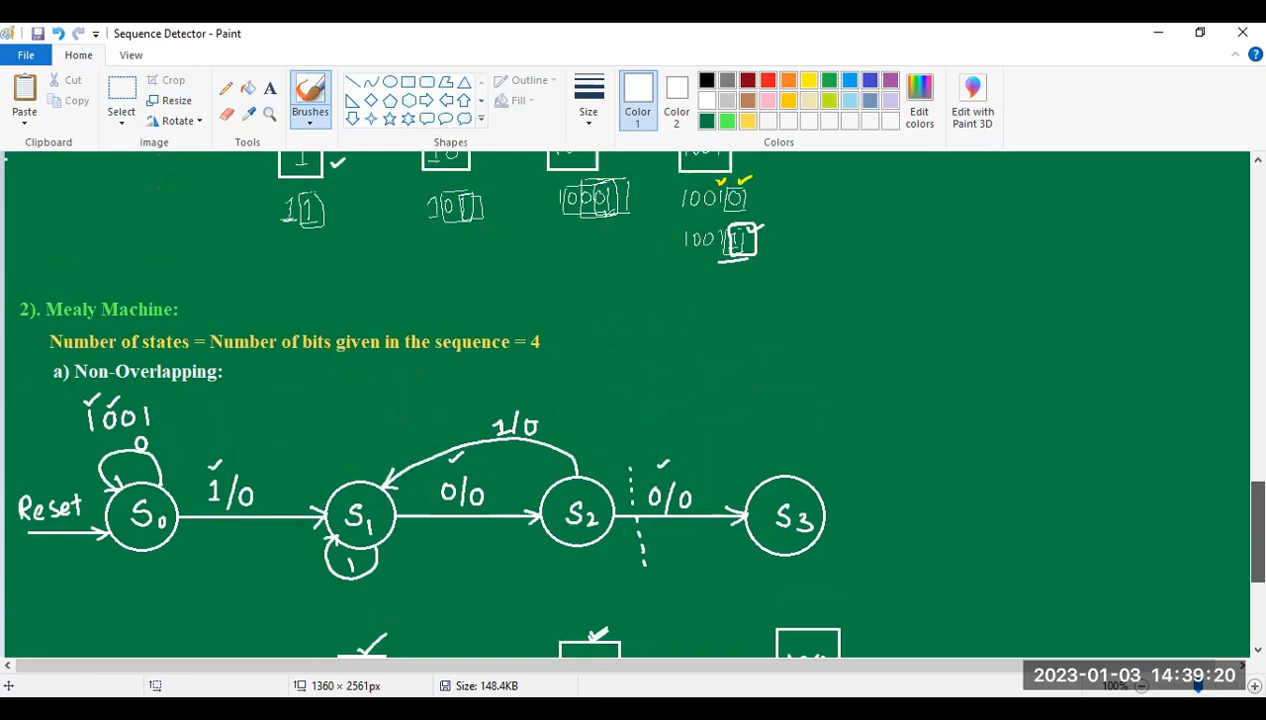 Sequence Detector - Paint
File Home View
Paste Cut Copy Select Crop Resize Rotate Brushes Outline Fill Size Color 1 Color 2 Edit colors Edit with Paint 3D
Clipboard Image Tools Shapes Colors
1
10
11
10010
2). Mealy Machine:
Number of states = Number of bits given in the sequence = 4
a) Non-Overlapping:
1001
0
1/0
Reset S0 1/0 S1 0/0 S2 0/0 S3
1
1360 × 2561px Size: 148.4KB 100%
2023-01-03 14:39:20